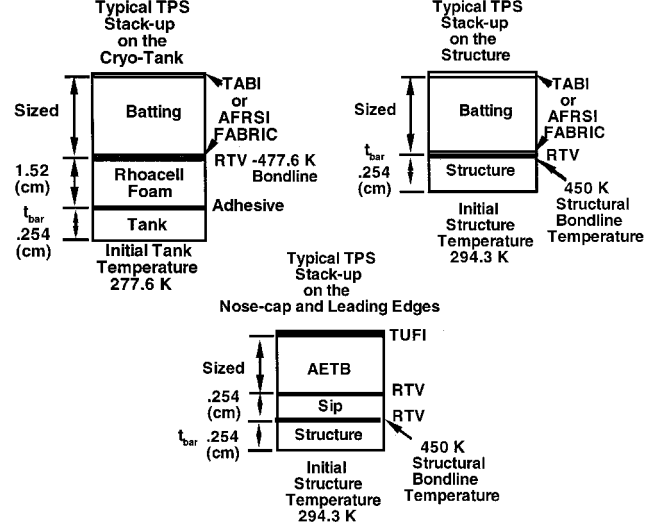 Typical TPS
Stack-up
on the
Cryo-Tank
Sized
Batting
TABI
or
AFRSI
FABRIC
RTV -477.6 K
Bondline
1.52
(cm)
Rhoacell
Foam
Adhesive
tbar
.254
(cm)
Tank
Initial Tank
Temperature
277.6 K
Typical TPS
Stack-up
on the
Structure
Sized
Batting
TABI
or
AFRSI
FABRIC
RTV
tbar
.254
(cm)
Structure
450 K
Structural
Bondline
Temperature
Initial
Structure
Temperature
294.3 K
Typical TPS
Stack-up
on the
Nose-cap and Leading Edges
TUFI
Sized
AETB
RTV
.254
(cm)
Sip
RTV
tbar .254
(cm)
Structure
450 K
Structural
Bondline
Temperature
Initial
Structure
Temperature
294.3 K